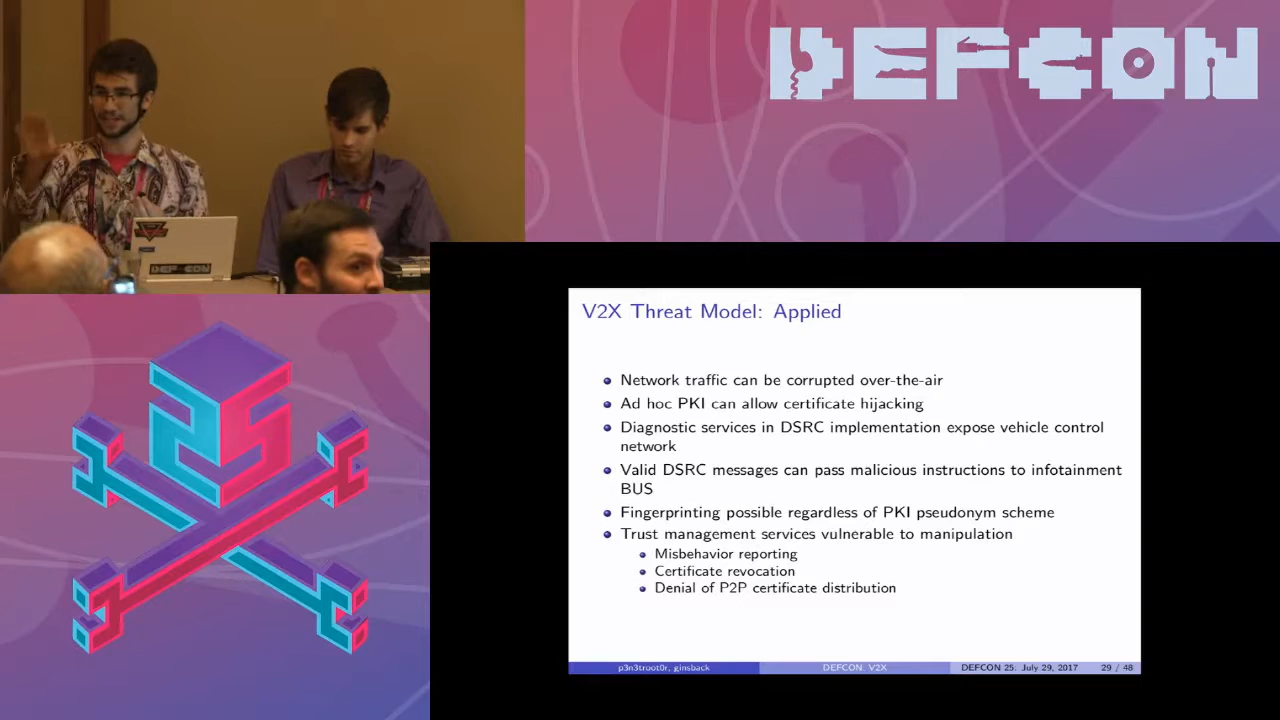 DEFCON
DEF CON
V2X Threat Model: Applied
Network traffic can be corrupted over-the-air
Ad hoc PKI can allow certificate hijacking
Diagnostic services in DSRC implementation expose vehicle control
network
Valid DSRC messages can pass malicious instructions to infotainment
BUS
Fingerprinting possible regardless of PKI pseudonym scheme
Trust management services vulnerable to manipulation
Misbehavior reporting
Certificate revocation
Denial of P2P certificate distribution
p3n3troot0r, ginsback
DEFCON: V2X
DEFCON 25: July 29, 2017
29 / 48